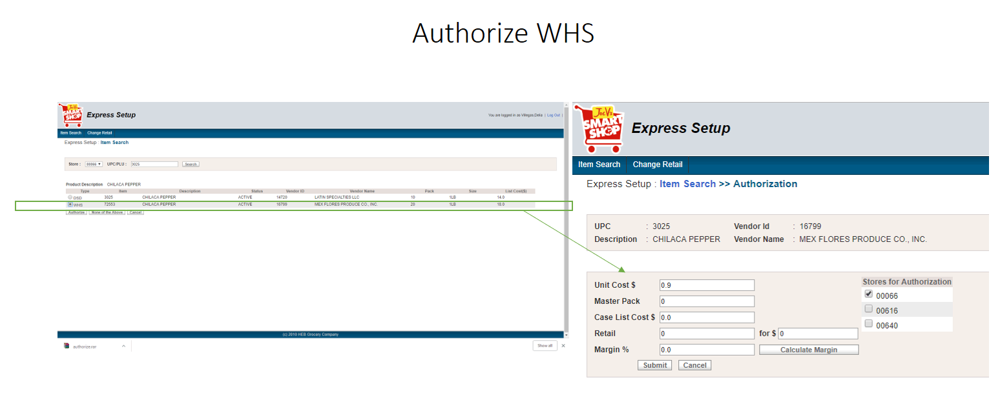 Authorize WHS
JoeV's
SMART
SHOP
Express Setup
You are logged in as Villegas,Delia | Log Out |
Item Search Change Retail
Express Setup : Item Search
Store : 00066 UPC/PLU : 3025 Search
Product Description CHILACA PEPPER
Type Item Description Status Vendor ID Vendor Name Pack Size List Cost($)
DSD 3025 CHILACA PEPPER ACTIVE 14720 LATIN SPECIALTIES LLC 10 1LB 14.0
WHS 72553 CHILACA PEPPER ACTIVE 16799 MEX FLORES PRODUCE CO., INC. 20 1LB 18.0
Authorize None of the Above Cancel
(c) 2010 HEB Grocery Company
authorize.rar Show all
JoeV's
SMART
SHOP
Express Setup
Item Search Change Retail
Express Setup : Item Search >> Authorization
UPC : 3025 Vendor Id : 16799
Description : CHILACA PEPPER Vendor Name : MEX FLORES PRODUCE CO., INC.
Unit Cost $ 0.9
Master Pack 0
Case List Cost $ 0.0
Retail 0 for $ 0
Margin % 0.0 Calculate Margin
Submit Cancel
Stores for Authorization
00066
00616
00640